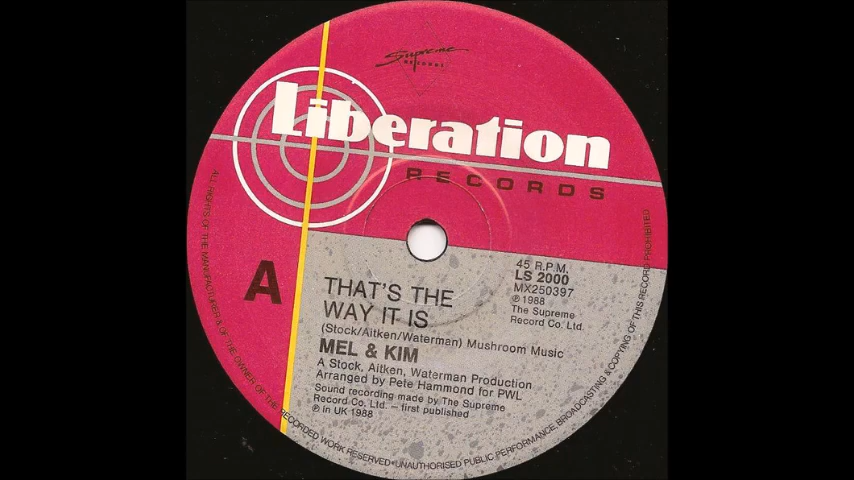 Supreme
RECORDS
Liberation
RECORDS
A
45 R.P.M.
LS 2000
MX250397
℗ 1988
The Supreme
Record Co. Ltd.
THAT'S THE
WAY IT IS
(Stock/Aitken/Waterman) Mushroom Music
MEL & KIM
A Stock, Aitken, Waterman Production
Arranged by Pete Hammond for PWL
Sound recording made by The Supreme
Record Co. Ltd. – first published
℗ in UK 1988
ALL RIGHTS OF THE MANUFACTURER & OF THE OWNER OF THE RECORDED WORK RESERVED • UNAUTHORISED PUBLIC PERFORMANCE, BROADCASTING & COPYING OF THIS RECORD PROHIBITED